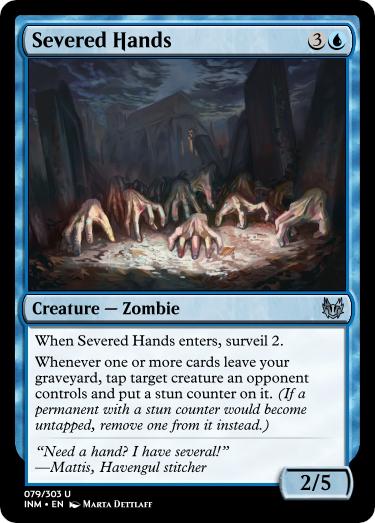 Severed Hands 3
Creature — Zombie
When Severed Hands enters, surveil 2.
Whenever one or more cards leave your
graveyard, tap target creature an opponent
controls and put a stun counter on it. (If a
permanent with a stun counter would become
untapped, remove one from it instead.)
“Need a hand? I have several!”
—Mattis, Havengul stitcher
2/5
079/303 U
INM • EN Marta Dettlaff